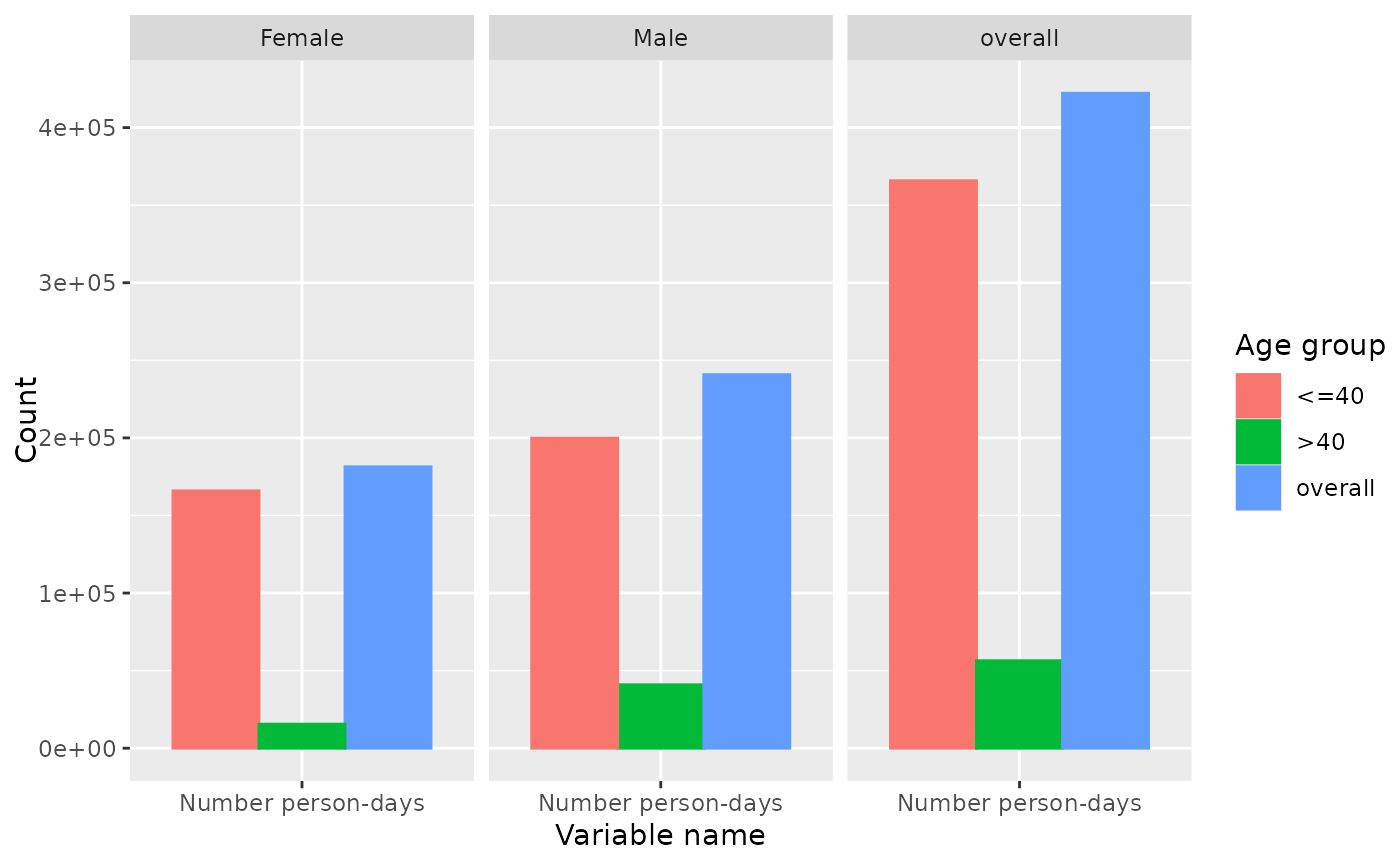 Female Male overall
4e+05
3e+05
2e+05
1e+05
0e+00
Count
Number person-days Number person-days Number person-days
Variable name
Age group
<=40
>40
overall